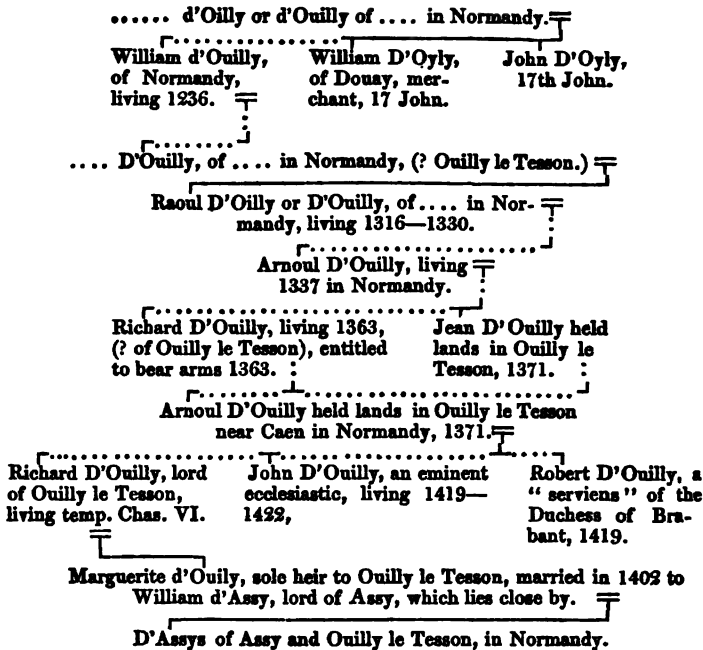 ...... d'Oilly or d'Ouilly of .... in Normandy.
William d'Ouilly, of Normandy, living 1236.
William D'Oyly, of Douay, merchant, 17 John.
John D'Oyly, 17th John.
.... D'Ouilly, of .... in Normandy, (? Ouilly le Tesson.)
Raoul D'Oilly or D'Ouilly, of .... in Nor-
mandy, living 1316—1330.
Arnoul D'Ouilly, living
1337 in Normandy.
Richard D'Ouilly, living 1363,
(? of Ouilly le Tesson), entitled
to bear arms 1363.
Jean D'Ouilly held
lands in Ouilly le
Tesson, 1371.
Arnoul D'Ouilly held lands in Ouilly le Tesson
near Caen in Normandy, 1371.
Richard D'Ouilly, lord
of Ouilly le Tesson,
living temp. Chas. VI.
John D'Ouilly, an eminent
ecclesiastic, living 1419—
1422,
Robert D'Ouilly, a
"serviens" of the
Duchess of Bra-
bant, 1419.
Marguerite d'Ouily, sole heir to Ouilly le Tesson, married in 1402 to
William d'Assy, lord of Assy, which lies close by.
D'Assys of Assy and Ouilly le Tesson, in Normandy.